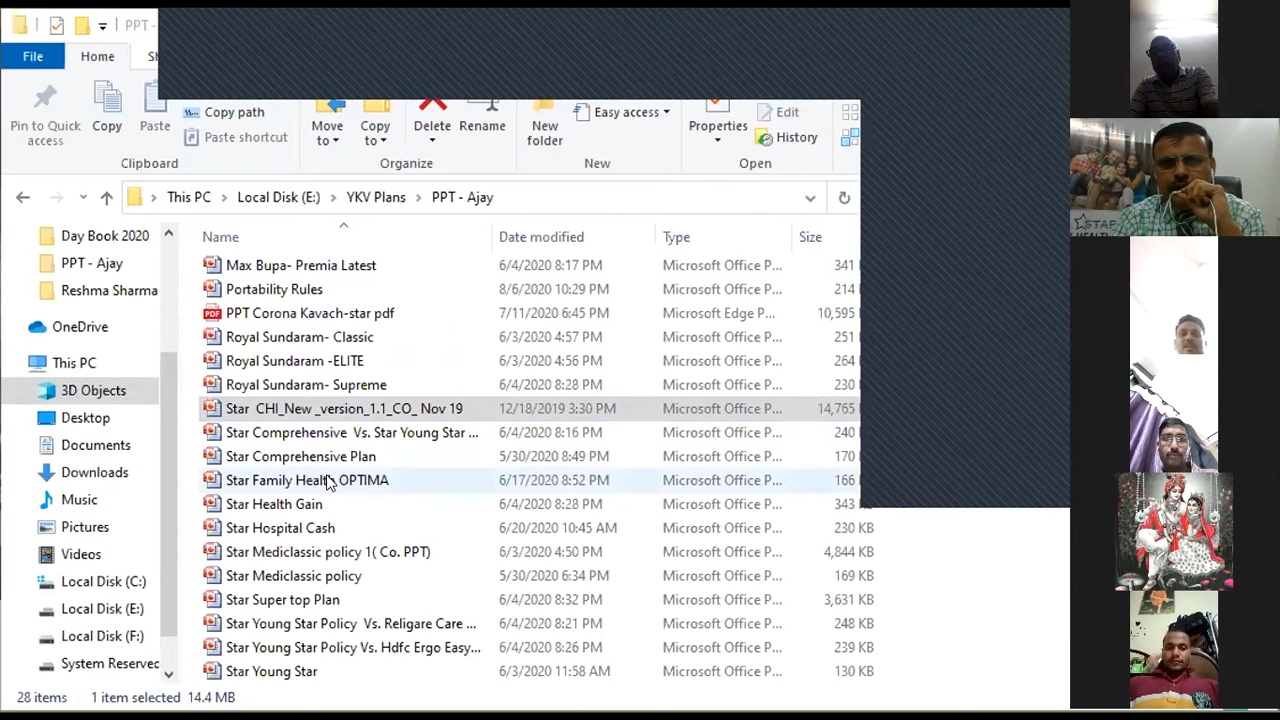 PPT -
File Home Sh
Pin to Quick access
Copy
Paste
Copy path
Paste shortcut
Clipboard
Move to
Copy to
Delete
Rename
Organize
New folder
Easy access
New
Properties
Edit
History
Open
This PC > Local Disk (E:) > YKV Plans > PPT - Ajay
Day Book 2020
PPT - Ajay
Reshma Sharma
OneDrive
This PC
3D Objects
Desktop
Documents
Downloads
Music
Pictures
Videos
Local Disk (C:)
Local Disk (E:)
Local Disk (F:)
System Reserved
Name Date modified Type Size
Max Bupa- Premia Latest 6/4/2020 8:17 PM Microsoft Office P... 341
Portability Rules 8/6/2020 10:29 PM Microsoft Office P... 214
PPT Corona Kavach-star pdf 7/11/2020 6:45 PM Microsoft Edge P... 10,595
Royal Sundaram- Classic 6/3/2020 4:57 PM Microsoft Office P... 251
Royal Sundaram -ELITE 6/3/2020 4:56 PM Microsoft Office P... 264
Royal Sundaram- Supreme 6/4/2020 8:28 PM Microsoft Office P... 230
Star CHI_New _version_1.1_CO_ Nov 19 12/18/2019 3:30 PM Microsoft Office P... 14,765
Star Comprehensive Vs. Star Young Star ... 6/4/2020 8:16 PM Microsoft Office P... 240
Star Comprehensive Plan 5/30/2020 8:49 PM Microsoft Office P... 170
Star Family Health OPTIMA 6/17/2020 8:52 PM Microsoft Office P... 166
Star Health Gain 6/4/2020 8:28 PM Microsoft Office P... 343 KB
Star Hospital Cash 6/20/2020 10:45 AM Microsoft Office P... 230 KB
Star Mediclassic policy 1( Co. PPT) 6/3/2020 4:50 PM Microsoft Office P... 4,844 KB
Star Mediclassic policy 5/30/2020 6:34 PM Microsoft Office P... 169 KB
Star Super top Plan 6/4/2020 8:32 PM Microsoft Office P... 3,631 KB
Star Young Star Policy Vs. Religare Care ... 6/4/2020 8:21 PM Microsoft Office P... 248 KB
Star Young Star Policy Vs. Hdfc Ergo Easy... 6/4/2020 8:26 PM Microsoft Office P... 239 KB
Star Young Star 6/3/2020 11:58 AM Microsoft Office P... 130 KB
28 items 1 item selected 14.4 MB
STAR